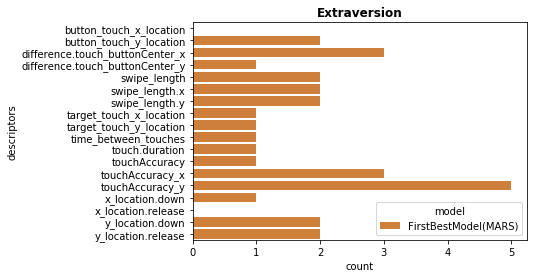 Extraversion
descriptors
button_touch_x_location
button_touch_y_location
difference.touch_buttonCenter_x
difference.touch_buttonCenter_y
swipe_length
swipe_length.x
swipe_length.y
target_touch_x_location
target_touch_y_location
time_between_touches
touch.duration
touchAccuracy
touchAccuracy_x
touchAccuracy_y
x_location.down
x_location.release
y_location.down
y_location.release
model
FirstBestModel(MARS)
0 1 2 3 4 5
count